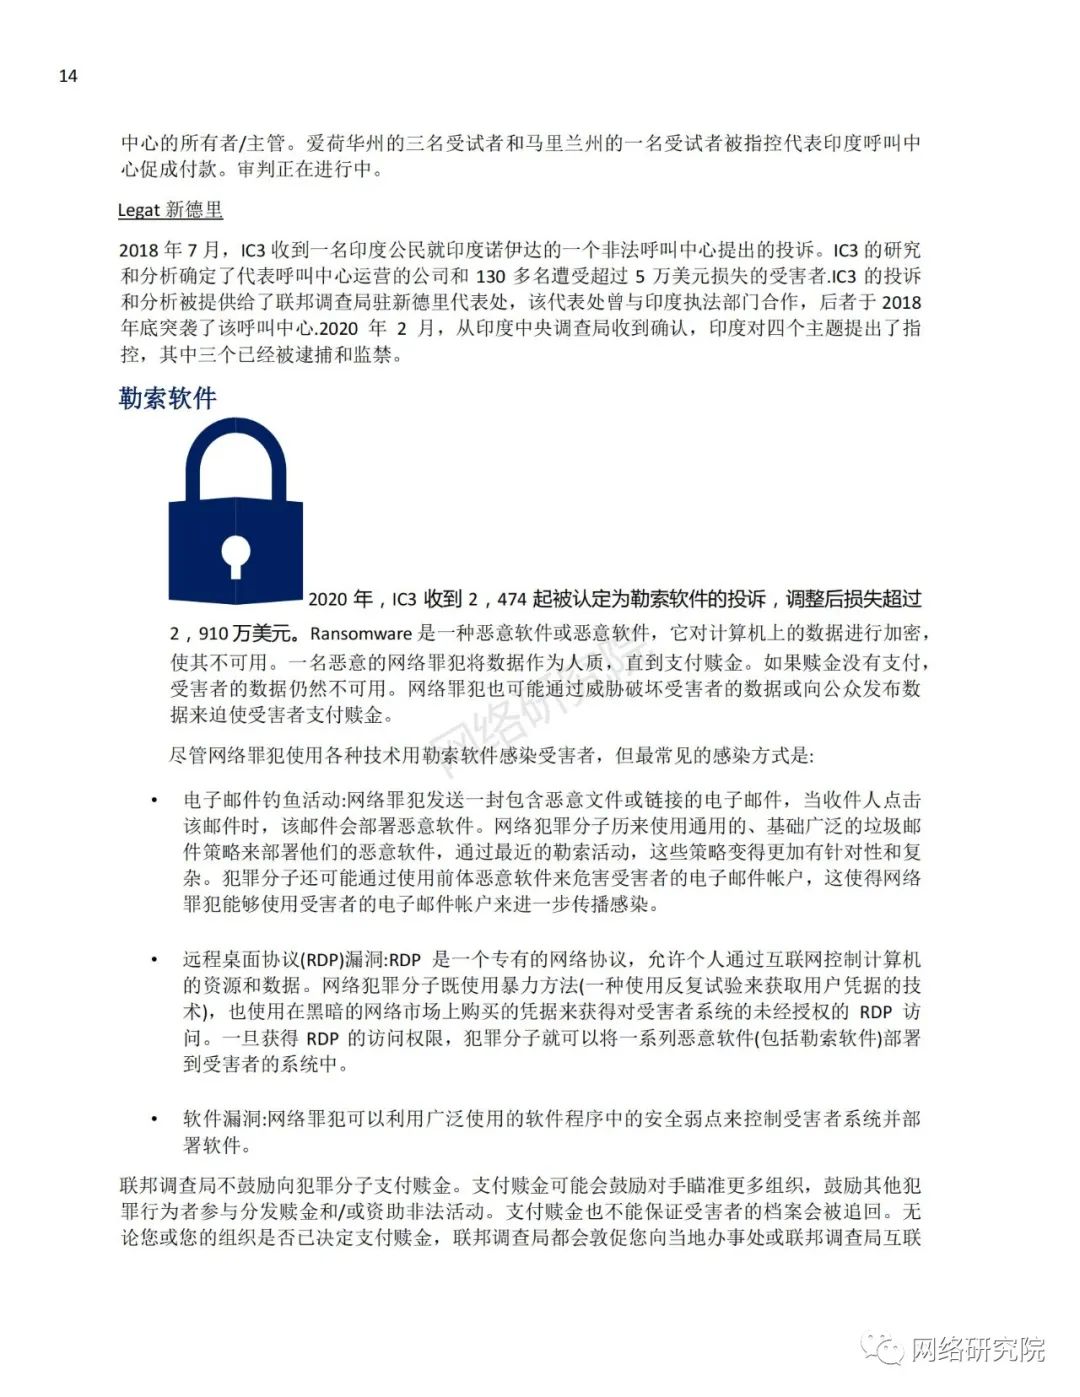 14
中心的所有者/主管。爱荷华州的三名受试者和马里兰州的一名受试者被指控代表印度呼叫中
心促成付款。审判正在进行中。
Legat 新德里
2018 年 7 月，IC3 收到一名印度公民就印度诺伊达的一个非法呼叫中心提出的投诉。IC3 的研究
和分析确定了代表呼叫中心运营的公司和 130 多名遭受超过 5 万美元损失的受害者.IC3 的投诉
和分析被提供给了联邦调查局驻新德里代表处，该代表处曾与印度执法部门合作，后者于 2018
年底突袭了该呼叫中心.2020 年 2 月，从印度中央调查局收到确认，印度对四个主题提出了指
控，其中三个已经被逮捕和监禁。
勒索软件
2020 年，IC3 收到 2，474 起被认定为勒索软件的投诉，调整后损失超过
2，910 万美元。Ransomware 是一种恶意软件或恶意软件，它对计算机上的数据进行加密，
使其不可用。一名恶意的网络罪犯将数据作为人质，直到支付赎金。如果赎金没有支付，
受害者的数据仍然不可用。网络罪犯也可能通过威胁破坏受害者的数据或向公众发布数
据来迫使受害者支付赎金。
网络研究院
尽管网络罪犯使用各种技术用勒索软件感染受害者，但最常见的感染方式是:
• 电子邮件钓鱼活动:网络罪犯发送一封包含恶意文件或链接的电子邮件，当收件人点击
该邮件时，该邮件会部署恶意软件。网络犯罪分子历来使用通用的、基础广泛的垃圾邮
件策略来部署他们的恶意软件，通过最近的勒索活动，这些策略变得更加有针对性和复
杂。犯罪分子还可能通过使用前体恶意软件来危害受害者的电子邮件帐户，这使得网络
罪犯能够使用受害者的电子邮件帐户来进一步传播感染。
• 远程桌面协议(RDP)漏洞:RDP 是一个专有的网络协议，允许个人通过互联网控制计算机
的资源和数据。网络犯罪分子既使用暴力方法(一种使用反复试验来获取用户凭据的技
术)，也使用在黑暗的网络市场上购买的凭据来获得对受害者系统的未经授权的 RDP 访
问。一旦获得 RDP 的访问权限，犯罪分子就可以将一系列恶意软件(包括勒索软件)部署
到受害者的系统中。
• 软件漏洞:网络罪犯可以利用广泛使用的软件程序中的安全弱点来控制受害者系统并部
署软件。
联邦调查局不鼓励向犯罪分子支付赎金。支付赎金可能会鼓励对手瞄准更多组织，鼓励其他犯
罪行为者参与分发赎金和/或资助非法活动。支付赎金也不能保证受害者的档案会被追回。无
论您或您的组织是否已决定支付赎金，联邦调查局都会敦促您向当地办事处或联邦调查局互联
网络研究院